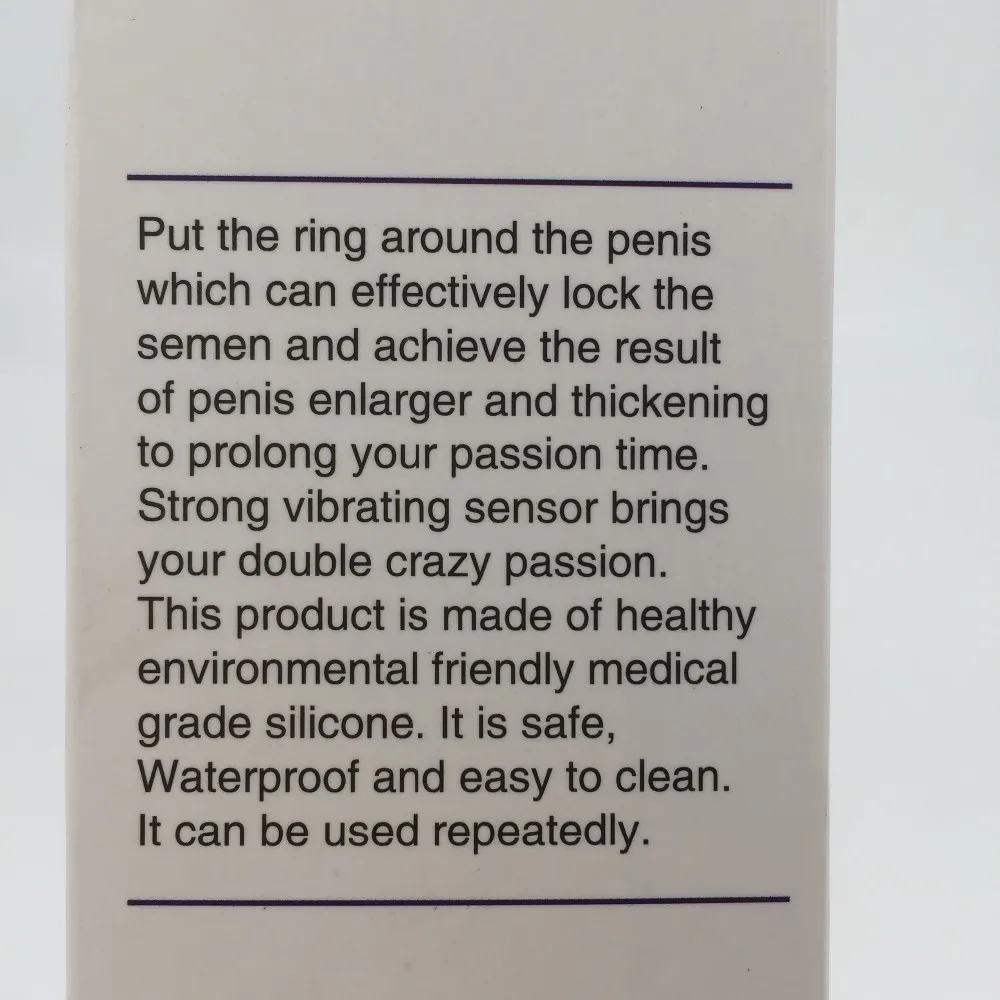 Put the ring around the penis
which can effectively lock the
semen and achieve the result
of penis enlarger and thickening
to prolong your passion time.
Strong vibrating sensor brings
your double crazy passion.
This product is made of healthy
environmental friendly medical
grade silicone. It is safe,
Waterproof and easy to clean.
It can be used repeatedly.